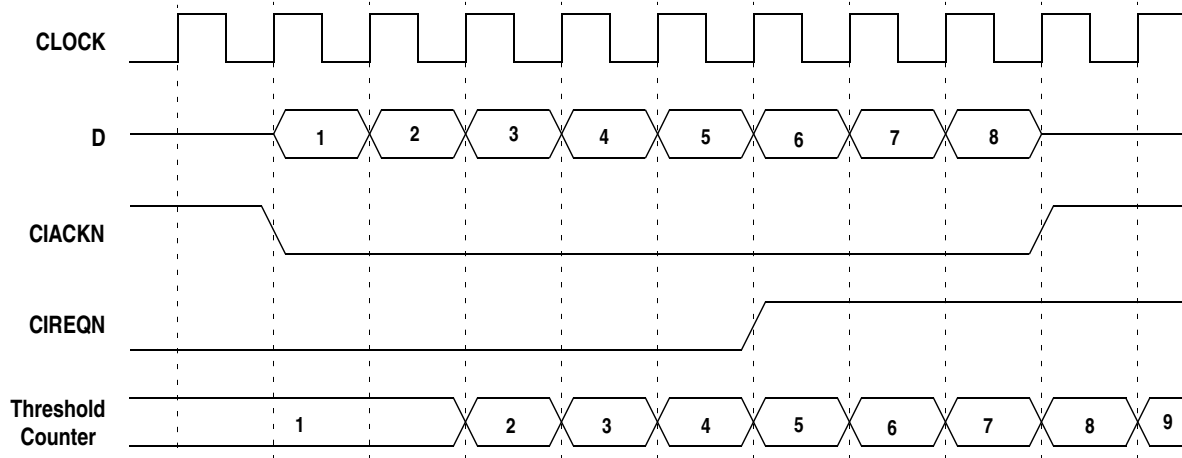 CLOCK
D
1 2 3 4 5 6 7 8
CIACKN
CIREQN
Threshold
Counter
1 2 3 4 5 6 7 8 9